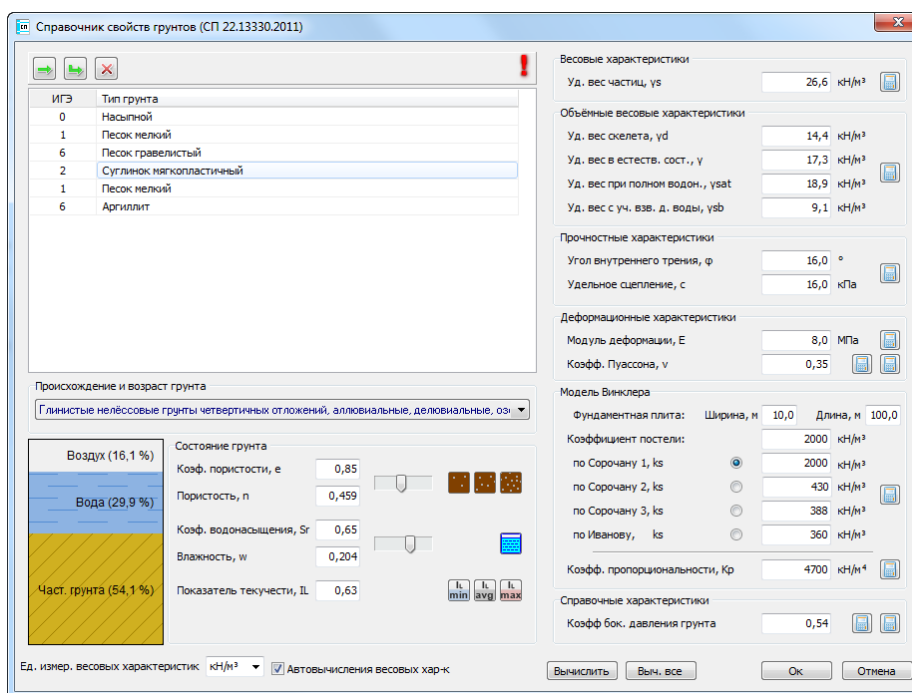 Справочник свойств грунтов (СП 22.13330.2011)
ИГЭ Тип грунта
0 Насыпной
1 Песок мелкий
6 Песок гравелистый
2 Суглинок мягкопластичный
1 Песок мелкий
6 Аргиллит
Происхождение и возраст грунта
Глинистые нелёссовые грунты четвертичных отложений, аллювиальные, делювиальные, озе
Воздух (16,1 %)
Вода (29,9 %)
Част. грунта (54,1 %)
Состояние грунта
Коэф. пористости, e 0,85
Пористость, n 0,459
Коэф. водонасыщения, Sr 0,65
Влажность, w 0,204
Показатель текучести, IL 0,63
IL min IL avg IL max
Ед. измер. весовых характеристик кН/м³ Автовычисления весовых хар-к
Весовые характеристики
Уд. вес частиц, γs 26,6 кН/м³
Объёмные весовые характеристики
Уд. вес скелета, γd 14,4 кН/м³
Уд. вес в естеств. сост., γ 17,3 кН/м³
Уд. вес при полном водон., γsat 18,9 кН/м³
Уд. вес с уч. взв. д. воды, γsb 9,1 кН/м³
Прочностные характеристики
Угол внутреннего трения, φ 16,0 °
Удельное сцепление, c 16,0 кПа
Деформационные характеристики
Модуль деформации, E 8,0 МПа
Коэфф. Пуассона, ν 0,35
Модель Винклера
Фундаментная плита: Ширина, м 10,0 Длина, м 100,0
Коэффициент постели: 2000 кН/м³
по Сорочану 1, ks 2000 кН/м³
по Сорочану 2, ks 430 кН/м³
по Сорочану 3, ks 388 кН/м³
по Иванову, ks 360 кН/м³
Коэфф. пропорциональности, Kp 4700 кН/м⁴
Справочные характеристики
Коэфф бок. давления грунта 0,54
Вычислить Выч. все Ок Отмена